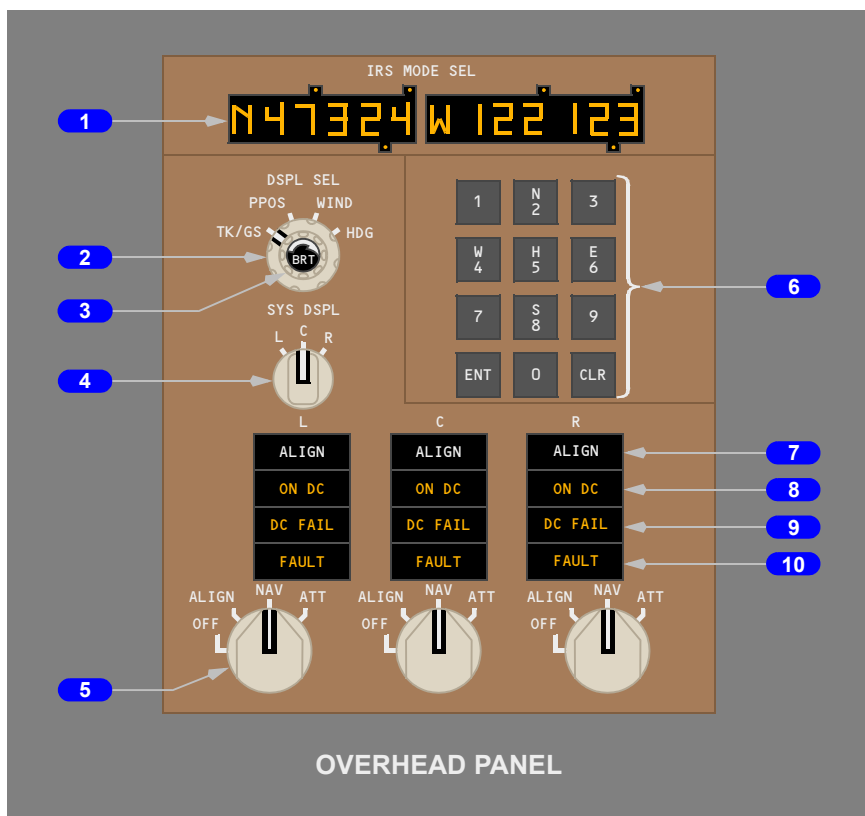 IRS MODE SEL
1
N47324 W122123
DSPL SEL
PPOS WIND
TK/GS HDG
2
BRT
3
SYS DSPL
L C R
4
1 N 2 3
W 4 H 5 E 6
7 S 8 9
ENT 0 CLR
6
L C R
ALIGN ALIGN ALIGN 7
ON DC ON DC ON DC 8
DC FAIL DC FAIL DC FAIL 9
FAULT FAULT FAULT 10
NAV NAV NAV
ALIGN ATT ALIGN ATT ALIGN ATT
OFF OFF OFF
5
OVERHEAD PANEL